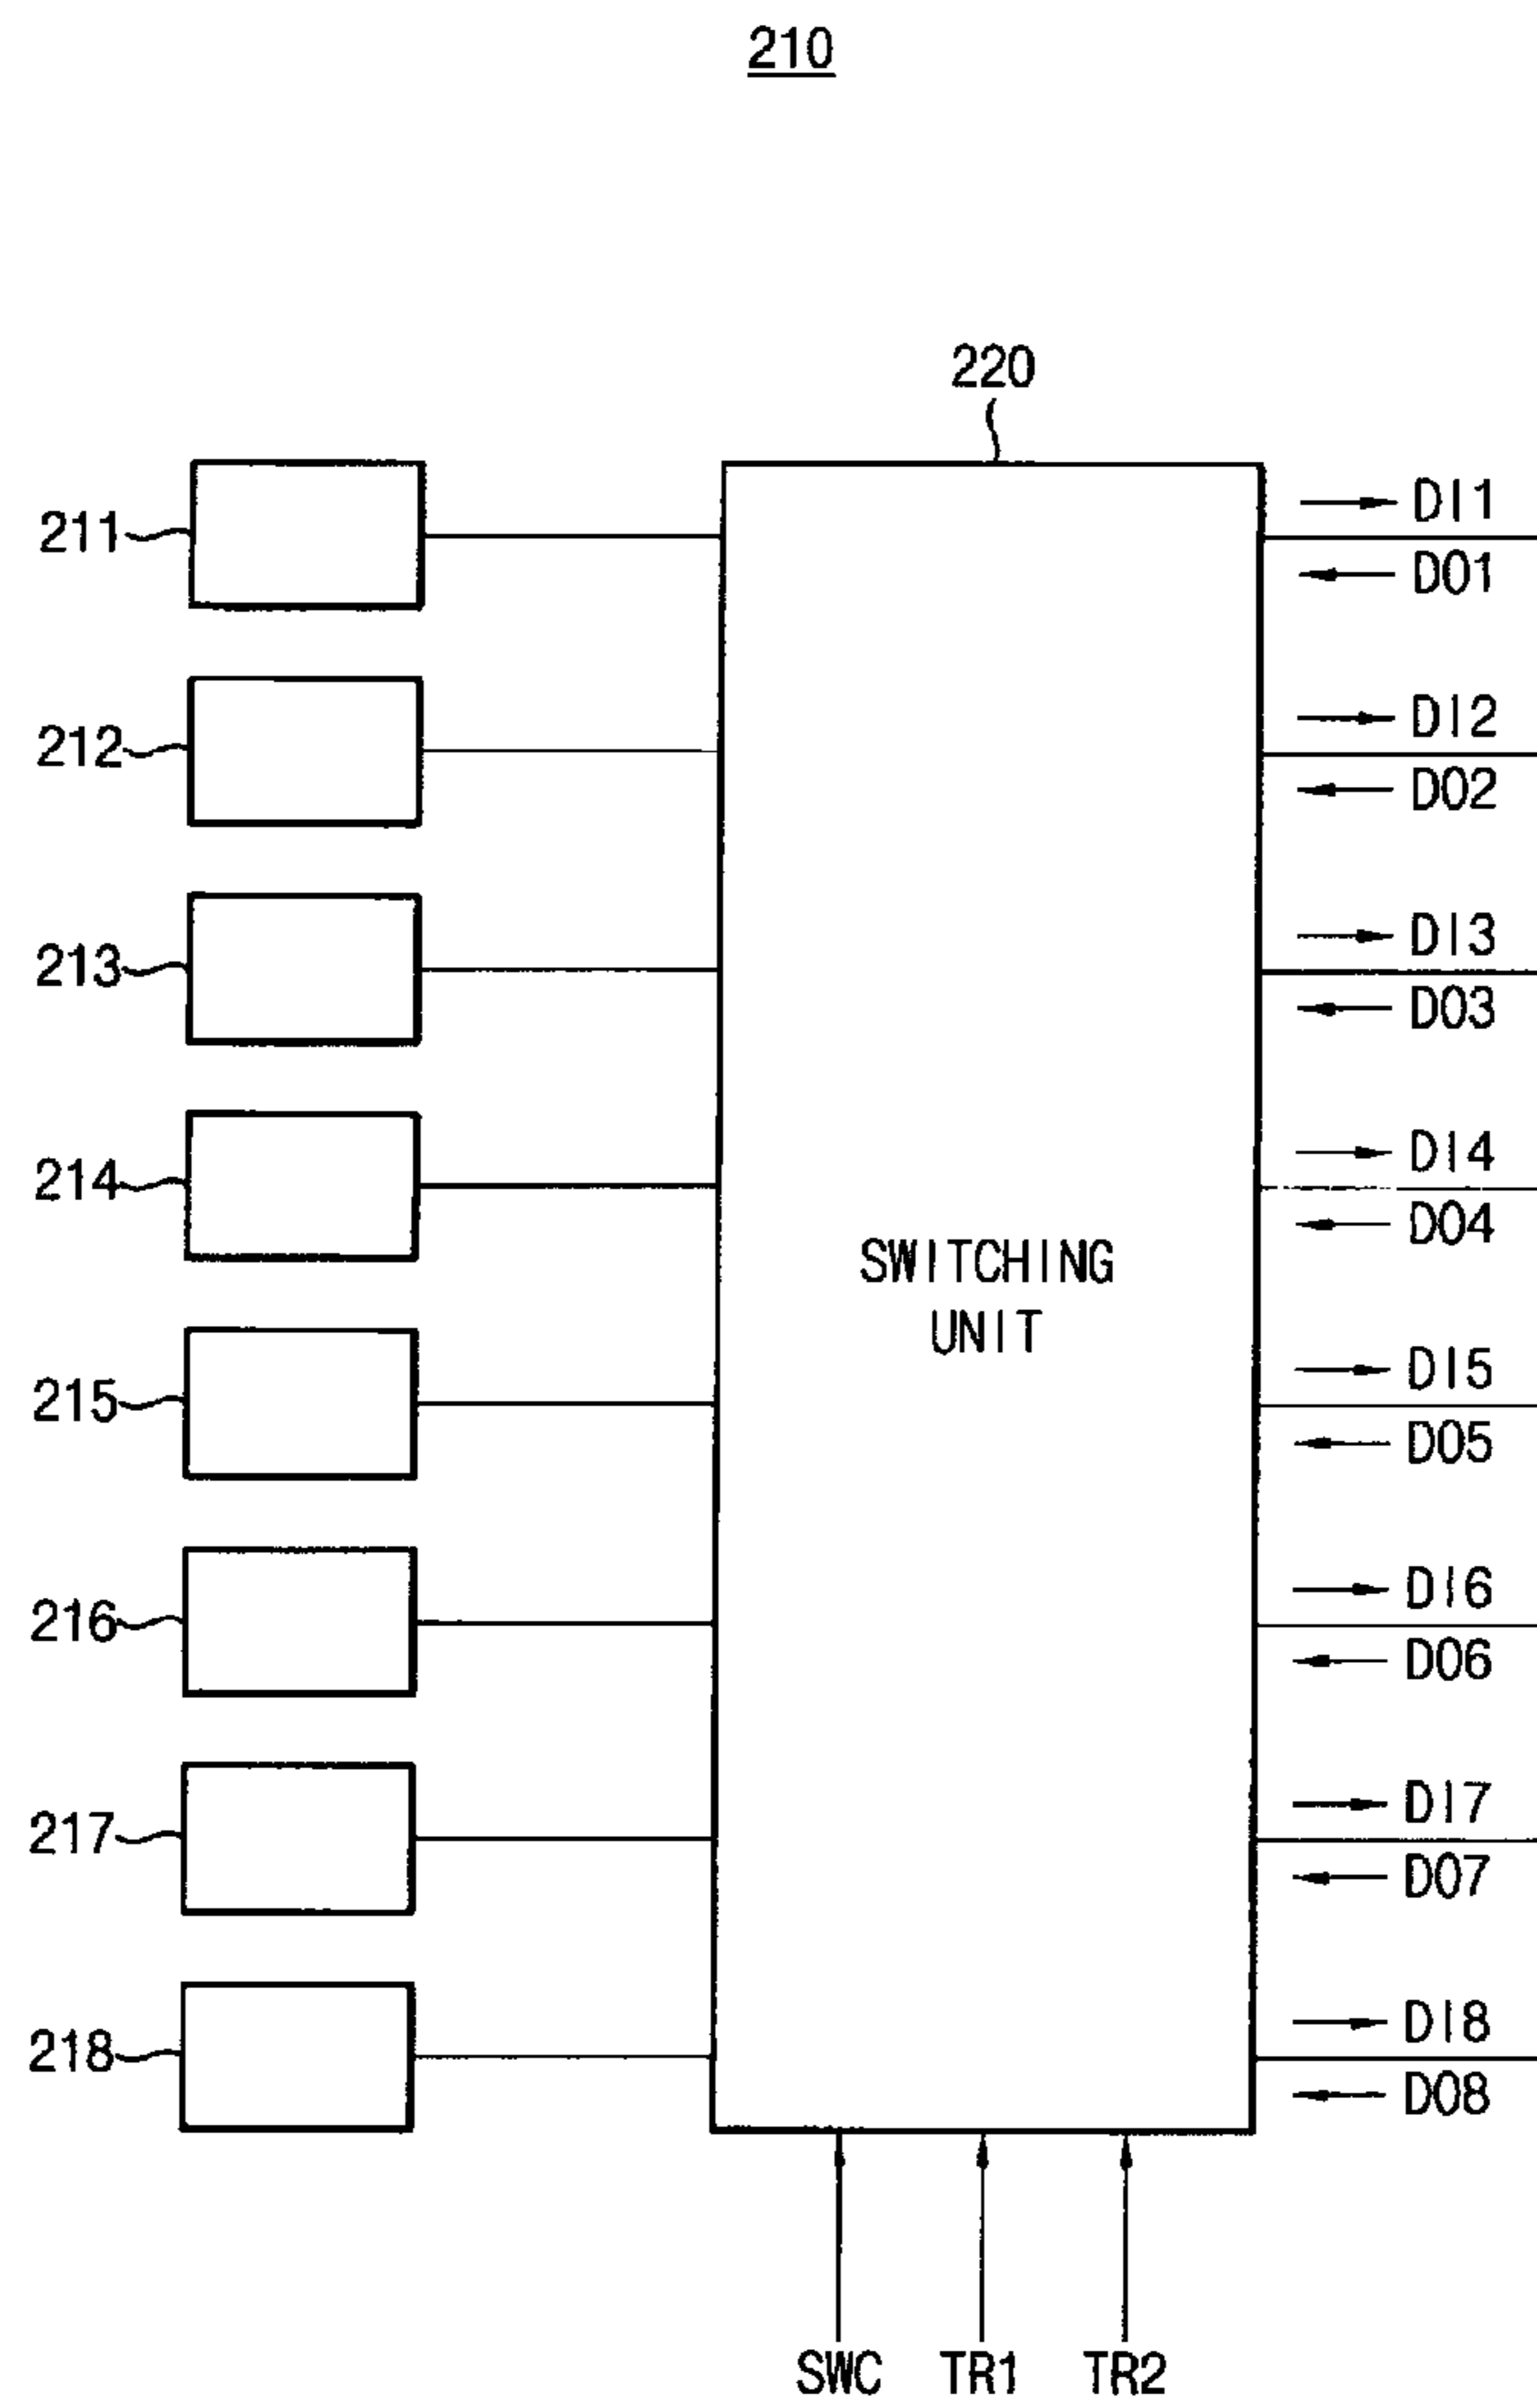 210
220
211
DI1
DO1
212
DI2
DO2
213
DI3
DO3
214
DI4
DO4
SWITCHING
UNIT
215
DI5
DO5
216
DI6
DO6
217
DI7
DO7
218
DI8
DO8
SWC TR1 TR2